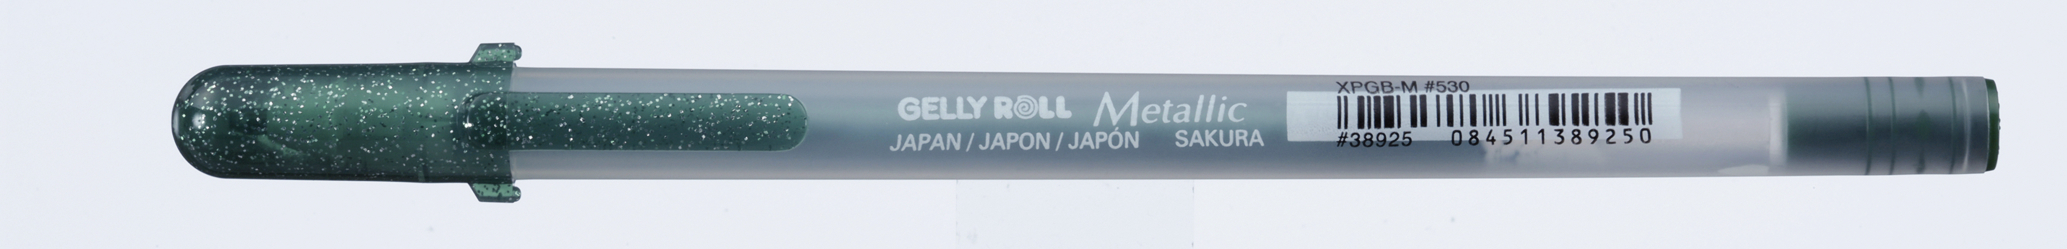 GELLY ROLL Metallic
JAPAN / JAPON / JAPÓN SAKURA
XPGB-M #530
#38925 084511389250